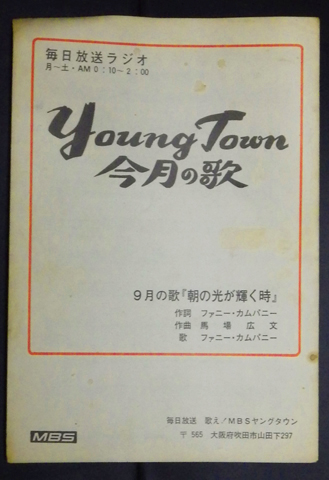 毎日放送ラジオ
月～土・AM0：10～2：00
Young Town
今月の歌
9月の歌『朝の光が輝く時』
作詞 ファニー・カムパニー
作曲 馬場広文
歌 ファニー・カムパニー
毎日放送 歌え！MBSヤングタウン
〒565 大阪府吹田市山田下297
MBS